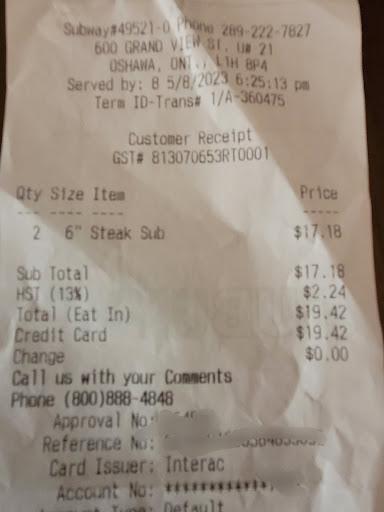 Subway#49521-0 Phone 289-222-7827
600 GRAND VIEW ST. U# 21
OSHAWA, ONT., L1H 8P4
Served by: 8 5/8/2023 6:25:13 pm
Term ID-Trans# 1/A-360475
Customer Receipt
GST# 813070653RT0001
Qty Size Item Price
--- ---- ---- -----
2 6" Steak Sub $17.18
Sub Total $17.18
HST (13%) $2.24
Total (Eat In) $19.42
Credit Card $19.42
Change $0.00
Call us with your Comments
Phone (800)888-4848
Approval No:
Reference No:
Card Issuer: Interac
Account No: ************
Account Type: Default